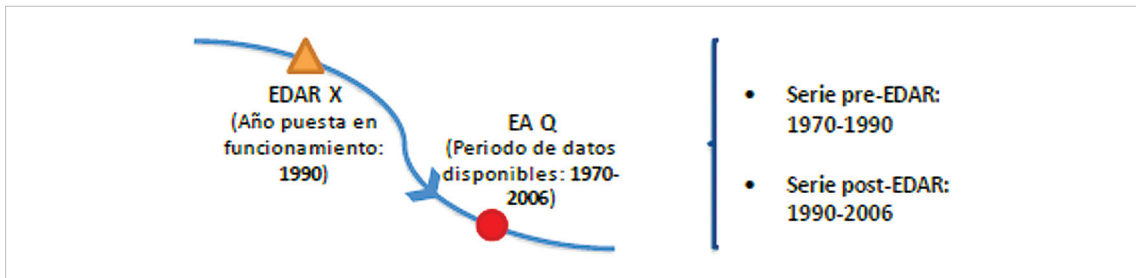 EDAR X
(Año puesta en
funcionamiento:
1990)
EA Q
(Periodo de datos
disponibles: 1970-
2006)
• Serie pre-EDAR:
1970-1990
• Serie post-EDAR:
1990-2006